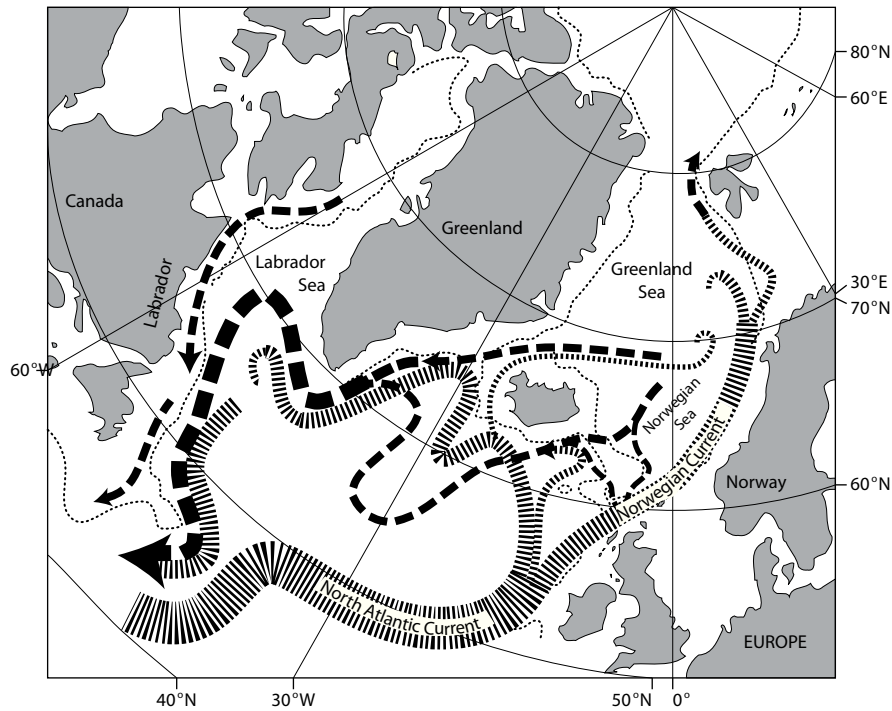 80°N
60°E
Canada
Greenland
Labrador
Labrador
Sea
Greenland
Sea
30°E
70°N
60°W
Norwegian
Sea
Norwegian Current
Norway
60°N
North Atlantic Current
EUROPE
40°N
30°W
50°N
0°